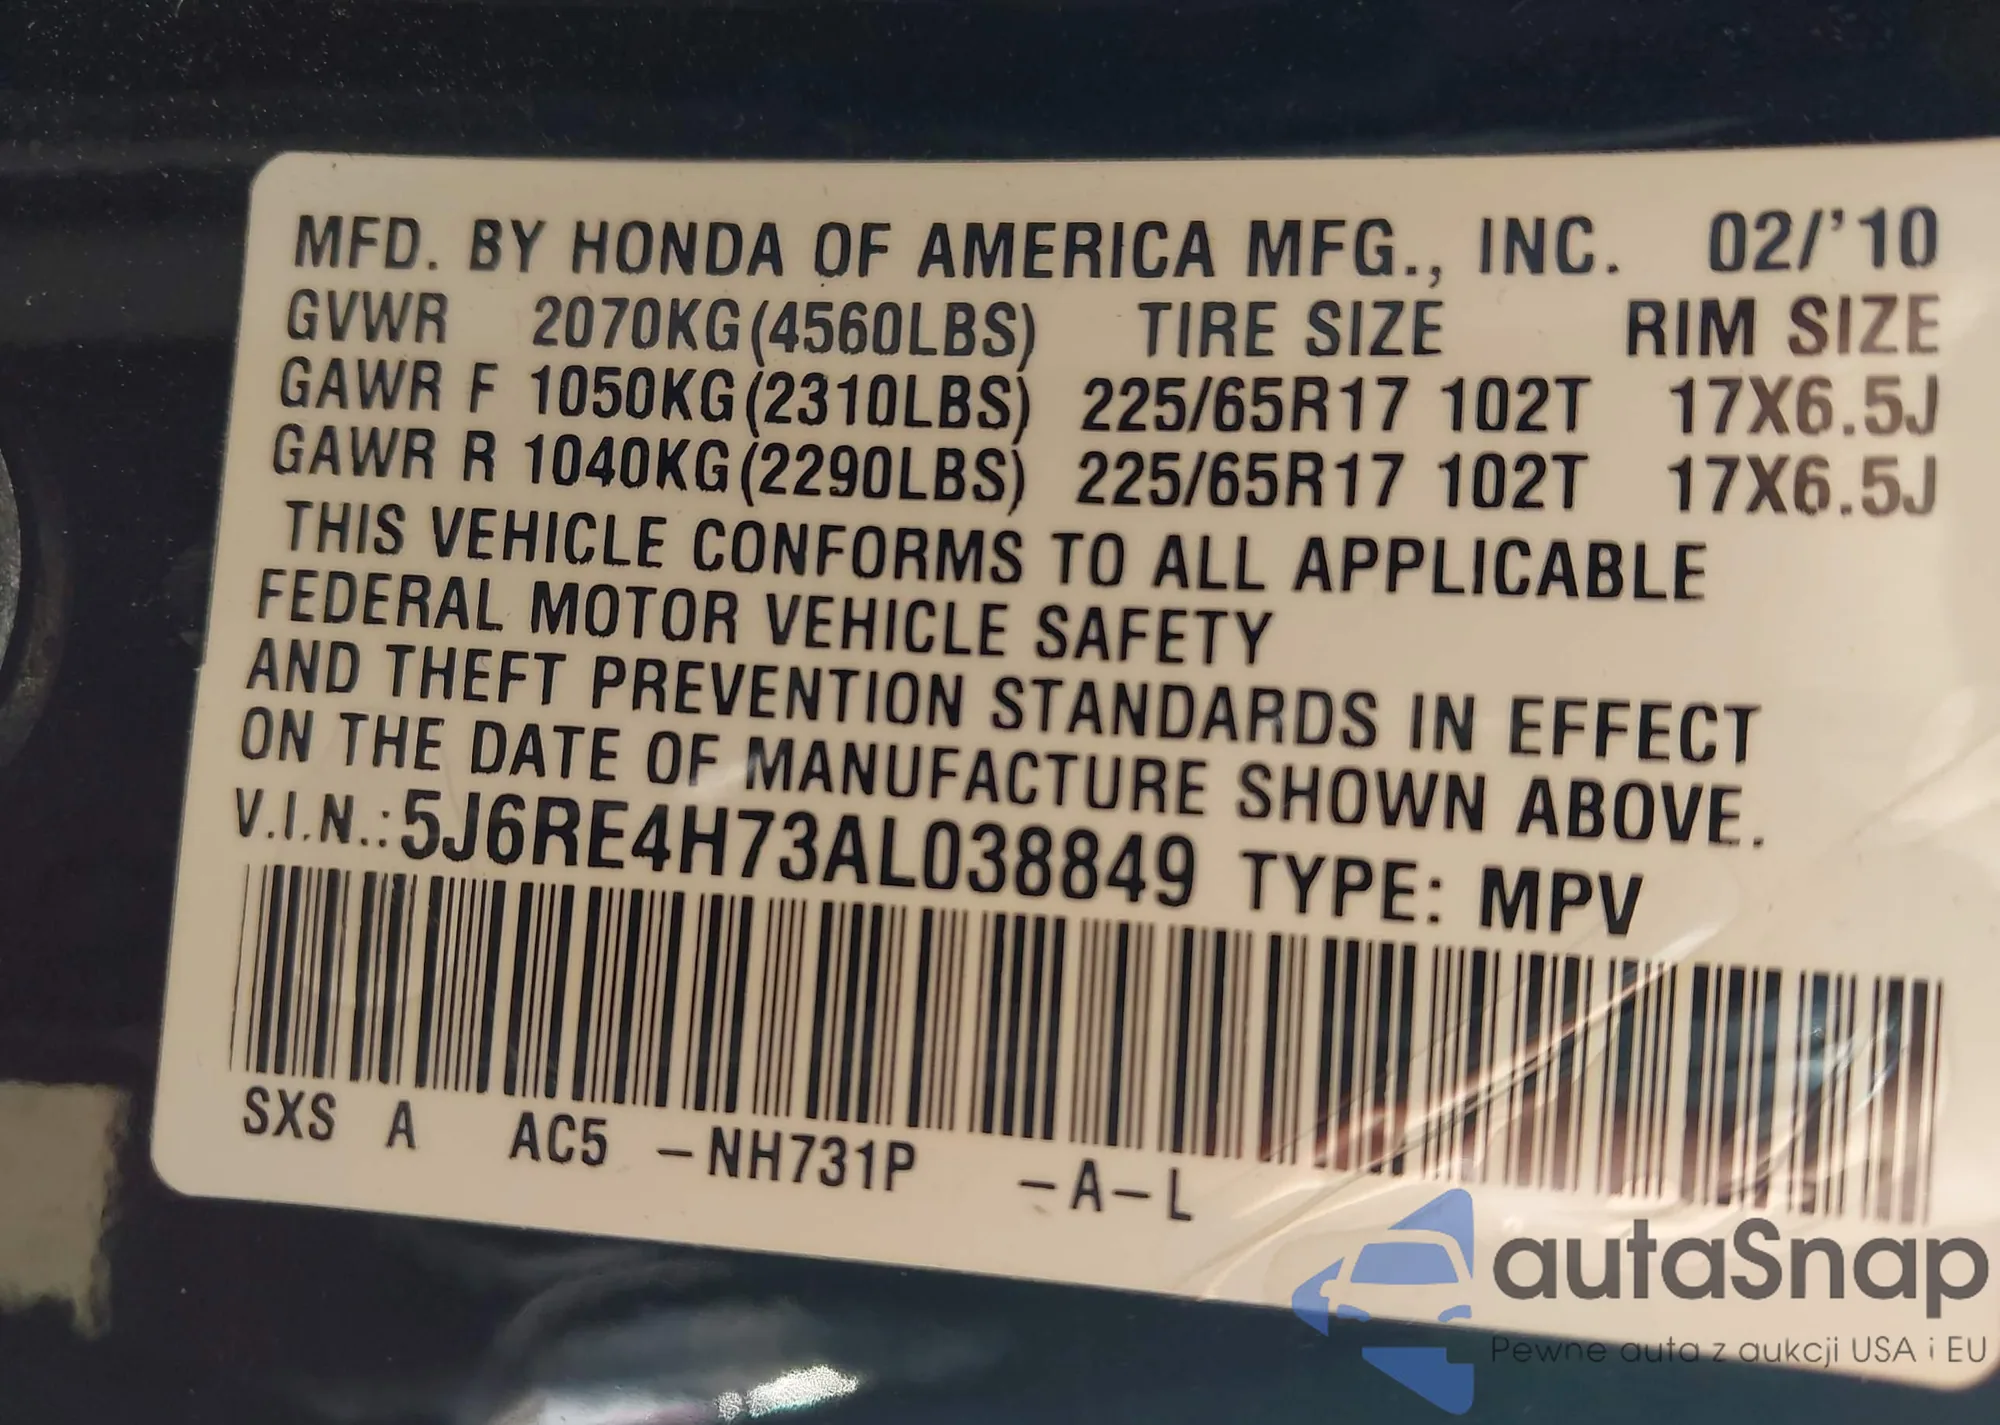 MFD. BY HONDA OF AMERICA MFG., INC. 02/'10
GVWR 2070KG(4560LBS) TIRE SIZE RIM SIZE
GAWR F 1050KG(2310LBS) 225/65R17 102T 17X6.5J
GAWR R 1040KG(2290LBS) 225/65R17 102T 17X6.5J
THIS VEHICLE CONFORMS TO ALL APPLICABLE
FEDERAL MOTOR VEHICLE SAFETY
AND THEFT PREVENTION STANDARDS IN EFFECT
ON THE DATE OF MANUFACTURE SHOWN ABOVE.
V.I.N.:5J6RE4H73AL038849 TYPE: MPV
SXS A AC5 -NH731P -A-L
autaSnap
Pewne auta z aukcji USA i EU